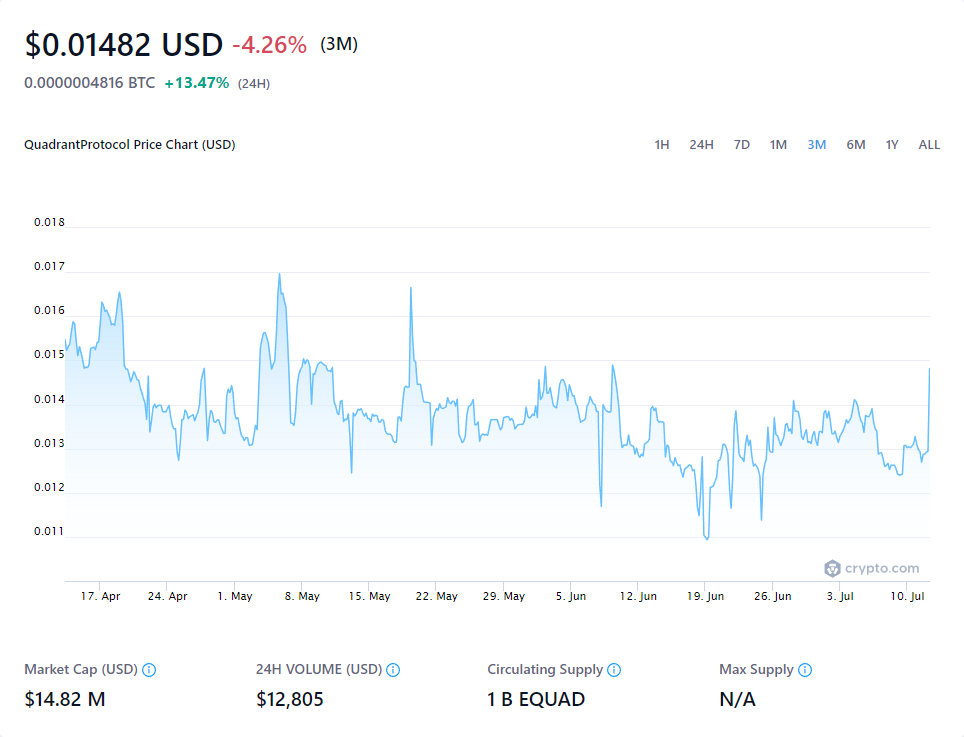 $0.01482 USD -4.26% (3M)
0.0000004816 BTC +13.47% (24H)
QuadrantProtocol Price Chart (USD) 1H 24H 7D 1M 3M 6M 1Y ALL
0.018
0.017
0.016
0.015
0.014
0.013
0.012
0.011
crypto.com
17. Apr 24. Apr 1. May 8. May 15. May 22. May 29. May 5. Jun 12. Jun 19. Jun 26. Jun 3. Jul 10. Jul
Market Cap (USD) 24H VOLUME (USD) Circulating Supply Max Supply
$14.82 M $12,805 1 B EQUAD N/A